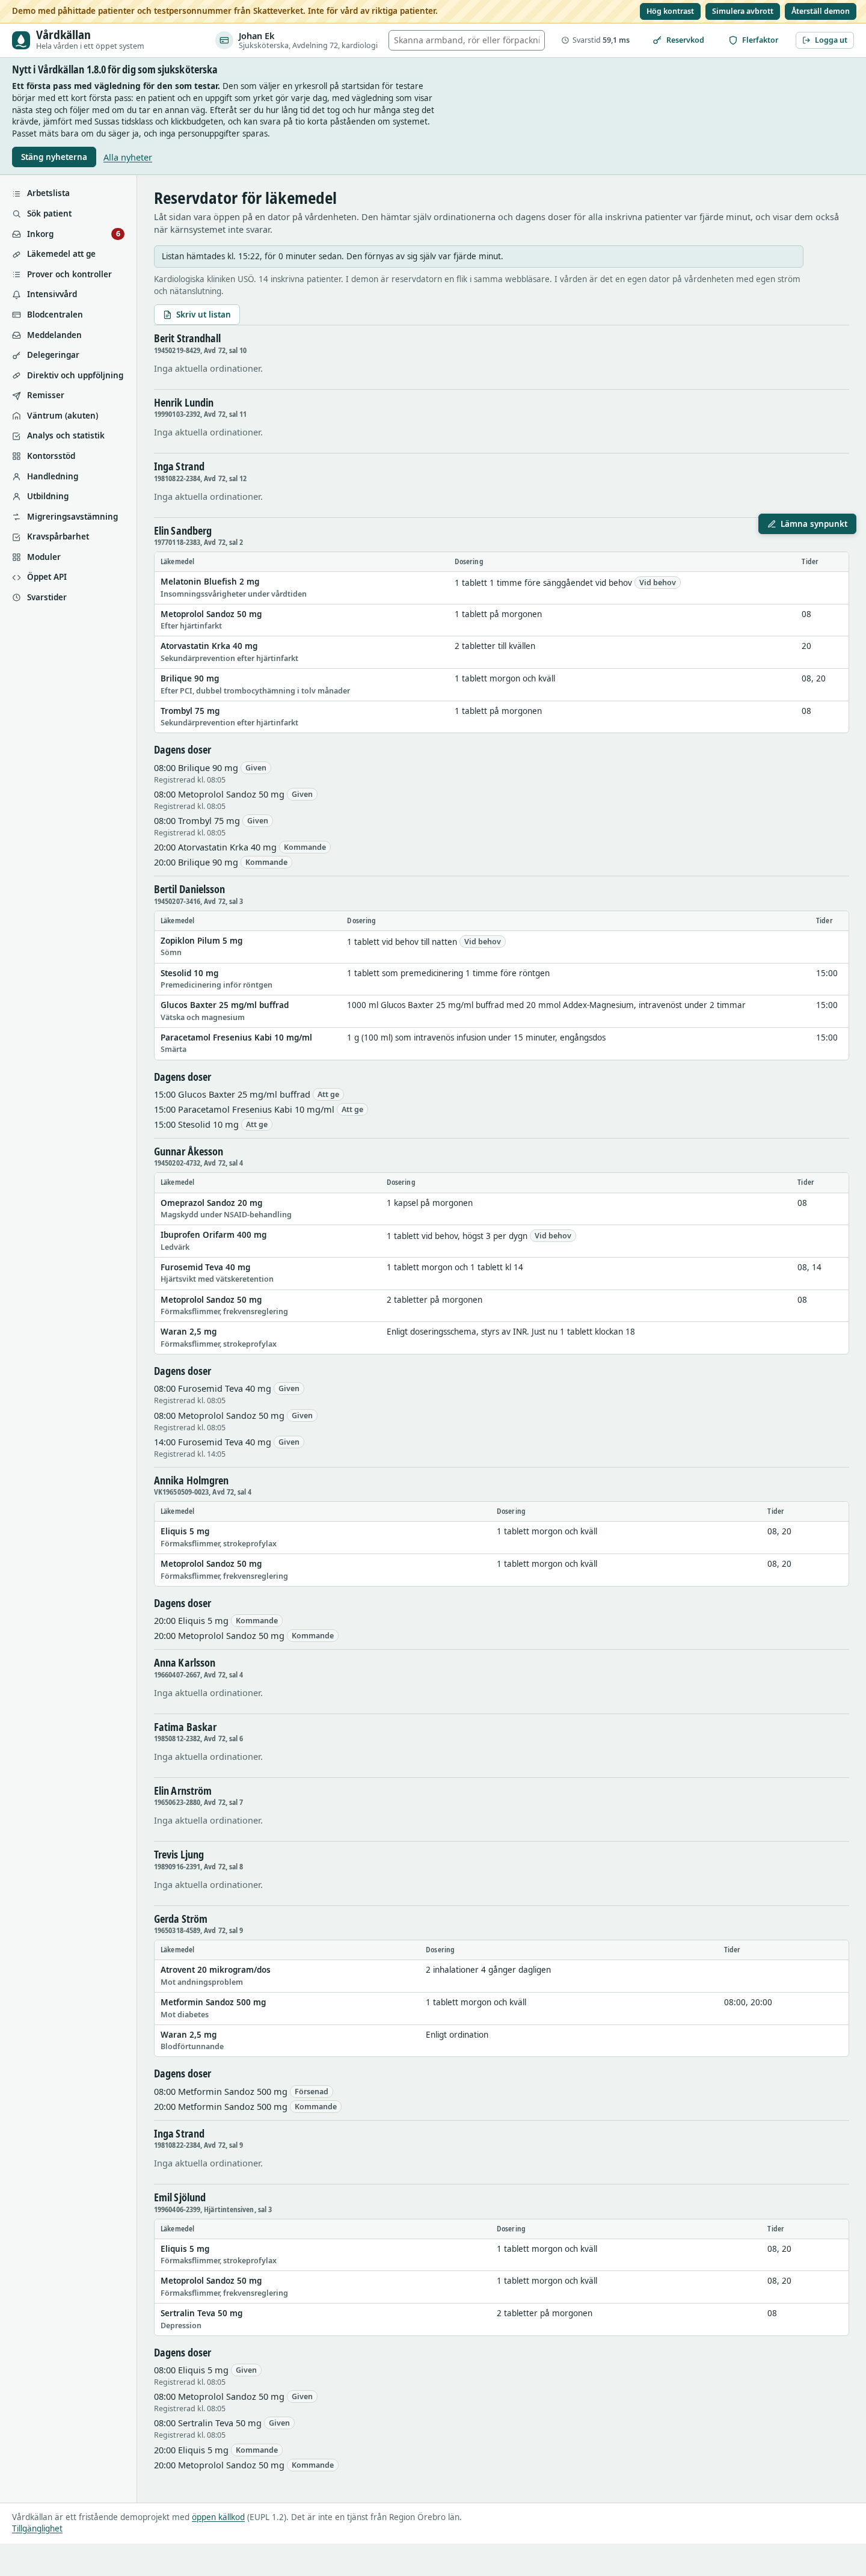 Demo med påhittade patienter och testpersonnummer från Skatteverket. Inte för vård av riktiga patienter.
Hög kontrast
Simulera avbrott
Återställ demon
Vårdkällan
Hela vården i ett öppet system
Johan Ek
Sjuksköterska, Avdelning 72, kardiologi
Skanna armband, rör eller förpackni
Svarstid 59,1 ms
Reservkod
Flerfaktor
Logga ut
Nytt i Vårdkällan 1.8.0 för dig som sjuksköterska
Ett första pass med vägledning för den som testar. Den som väljer en yrkesroll på startsidan för testare
börjar med ett kort första pass: en patient och en uppgift som yrket gör varje dag, med vägledning som visar
nästa steg och följer med om du tar en annan väg. Efteråt ser du hur lång tid det tog och hur många steg det
krävde, jämfört med Sussas tidsklass och klickbudgeten, och kan svara på tio korta påståenden om systemet.
Passet mäts bara om du säger ja, och inga personuppgifter sparas.
Stäng nyheterna
Alla nyheter
Arbetslista
Sök patient
Inkorg 6
Läkemedel att ge
Prover och kontroller
Intensivvård
Blodcentralen
Meddelanden
Delegeringar
Direktiv och uppföljning
Remisser
Väntrum (akuten)
Analys och statistik
Kontorsstöd
Handledning
Utbildning
Migreringsavstämning
Kravspårbarhet
Moduler
Öppet API
Svarstider
Reservdator för läkemedel
Låt sidan vara öppen på en dator på vårdenheten. Den hämtar själv ordinationerna och dagens doser för alla inskrivna patienter var fjärde minut, och visar dem också
när kärnsystemet inte svarar.
Listan hämtades kl. 15:22, för 0 minuter sedan. Den förnyas av sig själv var fjärde minut.
Kardiologiska kliniken USÖ. 14 inskrivna patienter. I demon är reservdatorn en flik i samma webbläsare. I vården är det en egen dator på vårdenheten med egen ström
och nätanslutning.
Skriv ut listan
Berit Strandhall
19450219-8429, Avd 72, sal 10
Inga aktuella ordinationer.
Henrik Lundin
19990103-2392, Avd 72, sal 11
Inga aktuella ordinationer.
Inga Strand
19810822-2384, Avd 72, sal 12
Inga aktuella ordinationer.
Lämna synpunkt
Elin Sandberg
19770118-2383, Avd 72, sal 2
Läkemedel Dosering Tider
Melatonin Bluefish 2 mg 1 tablett 1 timme före sänggåendet vid behov Vid behov
Insomningssvårigheter under vårdtiden
Metoprolol Sandoz 50 mg 1 tablett på morgonen 08
Efter hjärtinfarkt
Atorvastatin Krka 40 mg 2 tabletter till kvällen 20
Sekundärprevention efter hjärtinfarkt
Brilique 90 mg 1 tablett morgon och kväll 08, 20
Efter PCI, dubbel trombocythämning i tolv månader
Trombyl 75 mg 1 tablett på morgonen 08
Sekundärprevention efter hjärtinfarkt
Dagens doser
08:00 Brilique 90 mg Given
Registrerad kl. 08:05
08:00 Metoprolol Sandoz 50 mg Given
Registrerad kl. 08:05
08:00 Trombyl 75 mg Given
Registrerad kl. 08:05
20:00 Atorvastatin Krka 40 mg Kommande
20:00 Brilique 90 mg Kommande
Bertil Danielsson
19450207-3416, Avd 72, sal 3
Läkemedel Dosering Tider
Zopiklon Pilum 5 mg 1 tablett vid behov till natten Vid behov
Sömn
Stesolid 10 mg 1 tablett som premedicinering 1 timme före röntgen 15:00
Premedicinering inför röntgen
Glucos Baxter 25 mg/ml buffrad 1000 ml Glucos Baxter 25 mg/ml buffrad med 20 mmol Addex-Magnesium, intravenöst under 2 timmar 15:00
Vätska och magnesium
Paracetamol Fresenius Kabi 10 mg/ml 1 g (100 ml) som intravenös infusion under 15 minuter, engångsdos 15:00
Smärta
Dagens doser
15:00 Glucos Baxter 25 mg/ml buffrad Att ge
15:00 Paracetamol Fresenius Kabi 10 mg/ml Att ge
15:00 Stesolid 10 mg Att ge
Gunnar Åkesson
19450202-4732, Avd 72, sal 4
Läkemedel Dosering Tider
Omeprazol Sandoz 20 mg 1 kapsel på morgonen 08
Magskydd under NSAID-behandling
Ibuprofen Orifarm 400 mg 1 tablett vid behov, högst 3 per dygn Vid behov
Ledvärk
Furosemid Teva 40 mg 1 tablett morgon och 1 tablett kl 14 08, 14
Hjärtsvikt med vätskeretention
Metoprolol Sandoz 50 mg 2 tabletter på morgonen 08
Förmaksflimmer, frekvensreglering
Waran 2,5 mg Enligt doseringsschema, styrs av INR. Just nu 1 tablett klockan 18
Förmaksflimmer, strokeprofylax
Dagens doser
08:00 Furosemid Teva 40 mg Given
Registrerad kl. 08:05
08:00 Metoprolol Sandoz 50 mg Given
Registrerad kl. 08:05
14:00 Furosemid Teva 40 mg Given
Registrerad kl. 14:05
Annika Holmgren
VK19650509-0023, Avd 72, sal 4
Läkemedel Dosering Tider
Eliquis 5 mg 1 tablett morgon och kväll 08, 20
Förmaksflimmer, strokeprofylax
Metoprolol Sandoz 50 mg 1 tablett morgon och kväll 08, 20
Förmaksflimmer, frekvensreglering
Dagens doser
20:00 Eliquis 5 mg Kommande
20:00 Metoprolol Sandoz 50 mg Kommande
Anna Karlsson
19660407-2667, Avd 72, sal 4
Inga aktuella ordinationer.
Fatima Baskar
19850812-2382, Avd 72, sal 6
Inga aktuella ordinationer.
Elin Arnström
19650623-2880, Avd 72, sal 7
Inga aktuella ordinationer.
Trevis Ljung
19890916-2391, Avd 72, sal 8
Inga aktuella ordinationer.
Gerda Ström
19650318-4589, Avd 72, sal 9
Läkemedel Dosering Tider
Atrovent 20 mikrogram/dos 2 inhalationer 4 gånger dagligen
Mot andningsproblem
Metformin Sandoz 500 mg 1 tablett morgon och kväll 08:00, 20:00
Mot diabetes
Waran 2,5 mg Enligt ordination
Blodförtunnande
Dagens doser
08:00 Metformin Sandoz 500 mg Försenad
20:00 Metformin Sandoz 500 mg Kommande
Inga Strand
19810822-2384, Avd 72, sal 9
Inga aktuella ordinationer.
Emil Sjölund
19960406-2399, Hjärtintensiven, sal 3
Läkemedel Dosering Tider
Eliquis 5 mg 1 tablett morgon och kväll 08, 20
Förmaksflimmer, strokeprofylax
Metoprolol Sandoz 50 mg 1 tablett morgon och kväll 08, 20
Förmaksflimmer, frekvensreglering
Sertralin Teva 50 mg 2 tabletter på morgonen 08
Depression
Dagens doser
08:00 Eliquis 5 mg Given
Registrerad kl. 08:05
08:00 Metoprolol Sandoz 50 mg Given
Registrerad kl. 08:05
08:00 Sertralin Teva 50 mg Given
Registrerad kl. 08:05
20:00 Eliquis 5 mg Kommande
20:00 Metoprolol Sandoz 50 mg Kommande
Vårdkällan är ett fristående demoprojekt med öppen källkod (EUPL 1.2). Det är inte en tjänst från Region Örebro län.
Tillgänglighet